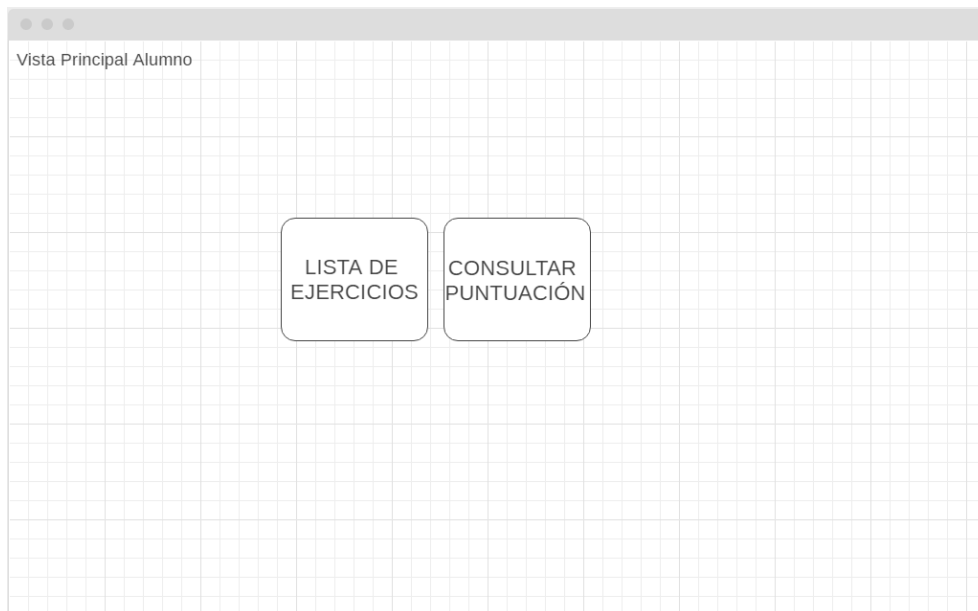 Vista Principal Alumno
LISTA DE
EJERCICIOS
CONSULTAR
PUNTUACIÓN